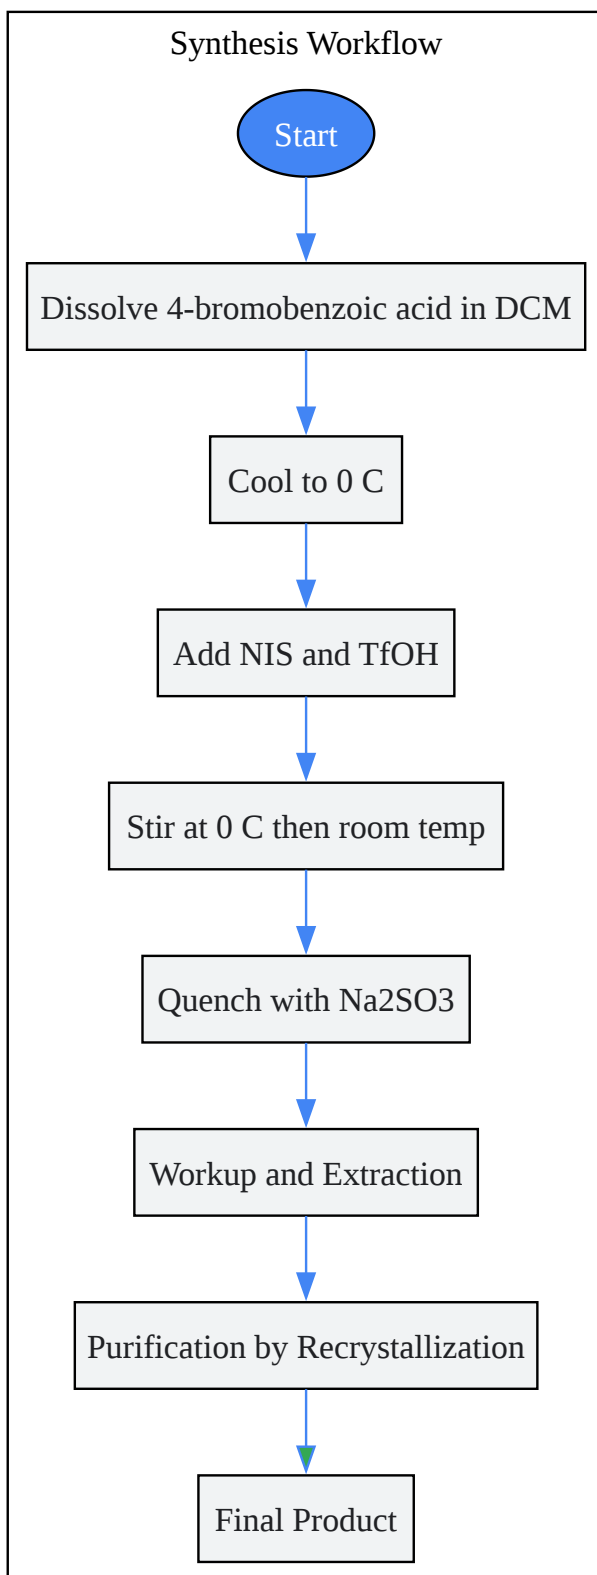 Synthesis Workflow
Start
Dissolve 4-bromobenzoic acid in DCM
Cool to 0 C
Add NIS and TfOH
Stir at 0 C then room temp
Quench with Na2SO3
Workup and Extraction
Purification by Recrystallization
Final Product